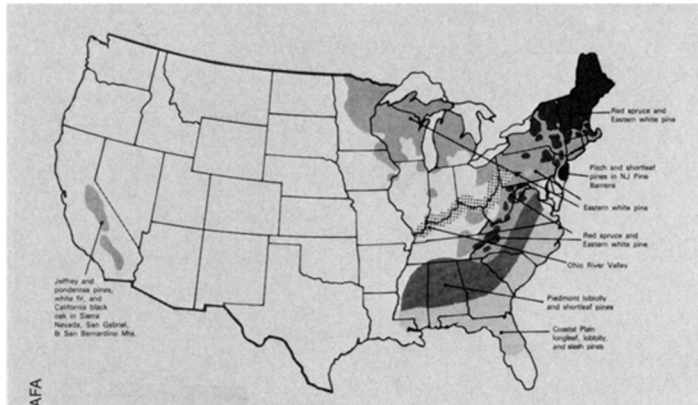 Red spruce and
Eastern white pine
Pitch and shortleaf
pines in NJ Pine
Barrens
Eastern white pine
Red spruce and
Eastern white pine
Ohio River Valley
Piedmont loblolly
and shortleaf pines
Coastal Plain
longleaf, loblolly,
and slash pines
Jeffrey and
ponderosa pines,
white fir, and
California black
oak in Sierra
Nevada, San Gabriel,
& San Bernardino Mts.
AFA